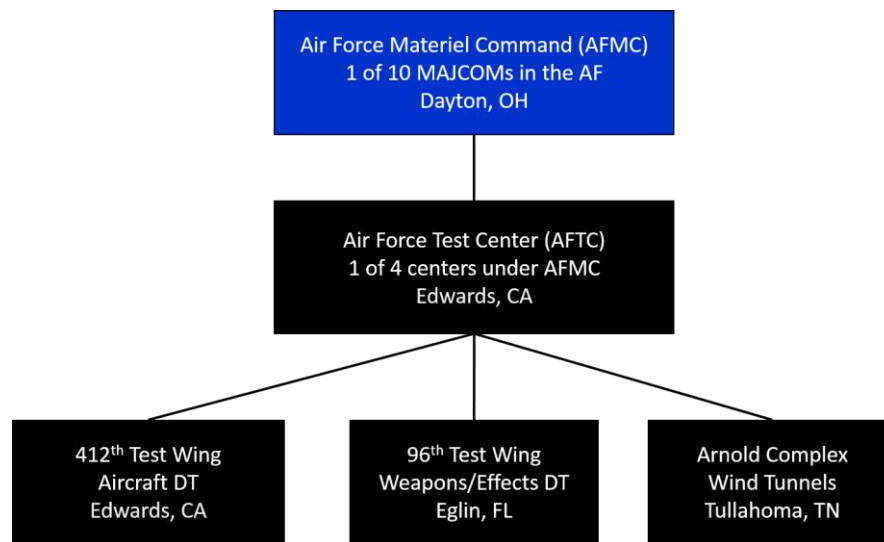 Air Force Materiel Command (AFMC)
1 of 10 MAJCOMs in the AF
Dayton, OH
Air Force Test Center (AFTC)
1 of 4 centers under AFMC
Edwards, CA
412th Test Wing
Aircraft DT
Edwards, CA
96th Test Wing
Weapons/Effects DT
Eglin, FL
Arnold Complex
Wind Tunnels
Tullahoma, TN